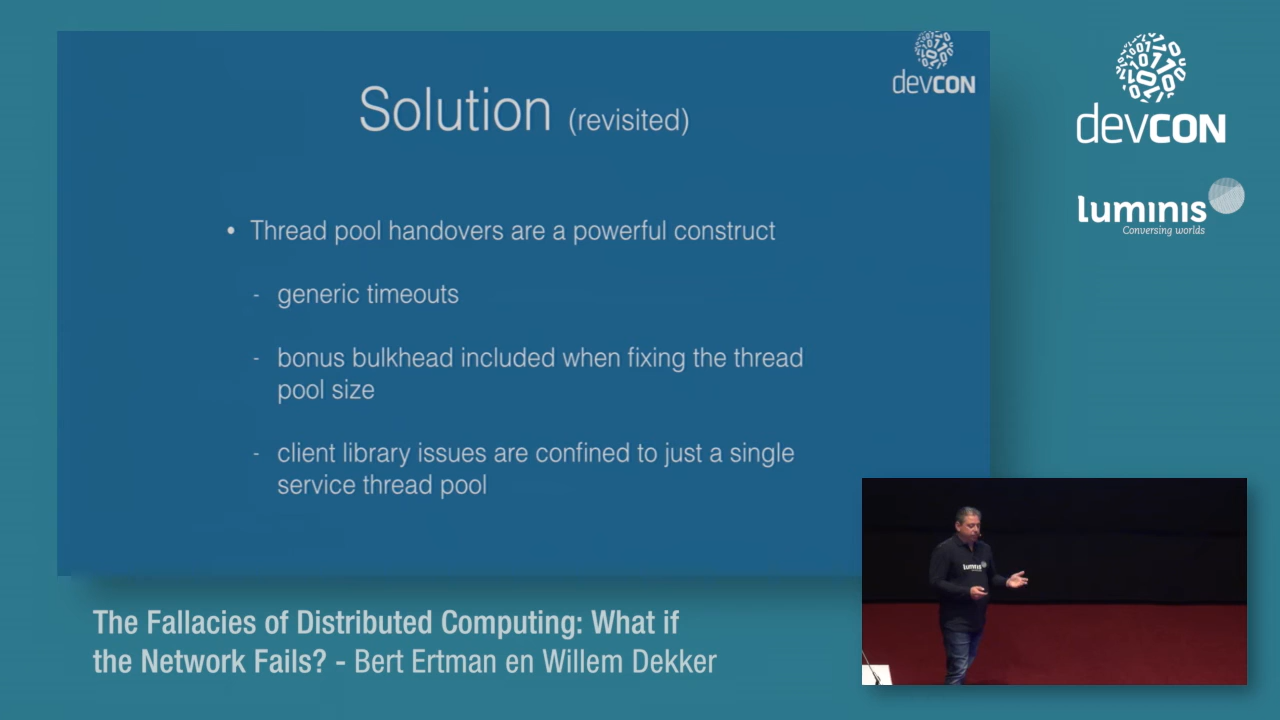 devcon
Solution (revisited)
• Thread pool handovers are a powerful construct
- generic timeouts
- bonus bulkhead included when fixing the thread
pool size
- client library issues are confined to just a single
service thread pool
devcon
luminis
Conversing worlds
luminis
The Fallacies of Distributed Computing: What if
the Network Fails? - Bert Ertman en Willem Dekker